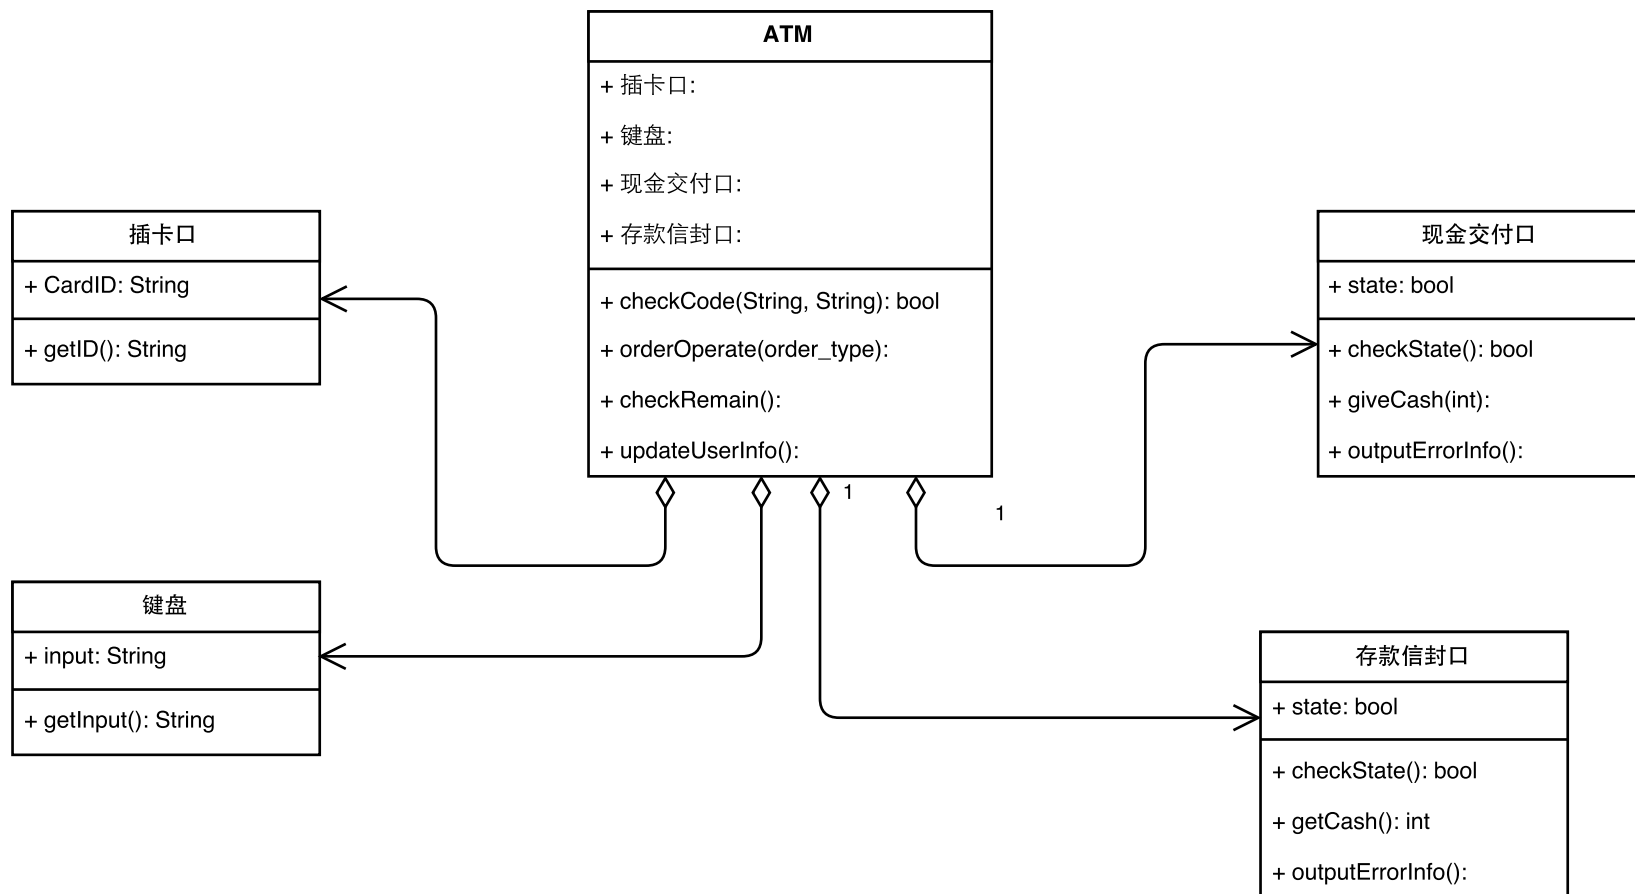 ATM
+ 插卡口:
+ 键盘:
+ 现金交付口:
+ 存款信封口:
+ checkCode(String, String): bool
+ orderOperate(order_type):
+ checkRemain():
+ updateUserInfo():
插卡口
+ CardID: String
+ getID(): String
现金交付口
+ state: bool
+ checkState(): bool
+ giveCash(int):
+ outputErrorInfo():
1
1
键盘
+ input: String
+ getInput(): String
存款信封口
+ state: bool
+ checkState(): bool
+ getCash(): int
+ outputErrorInfo():